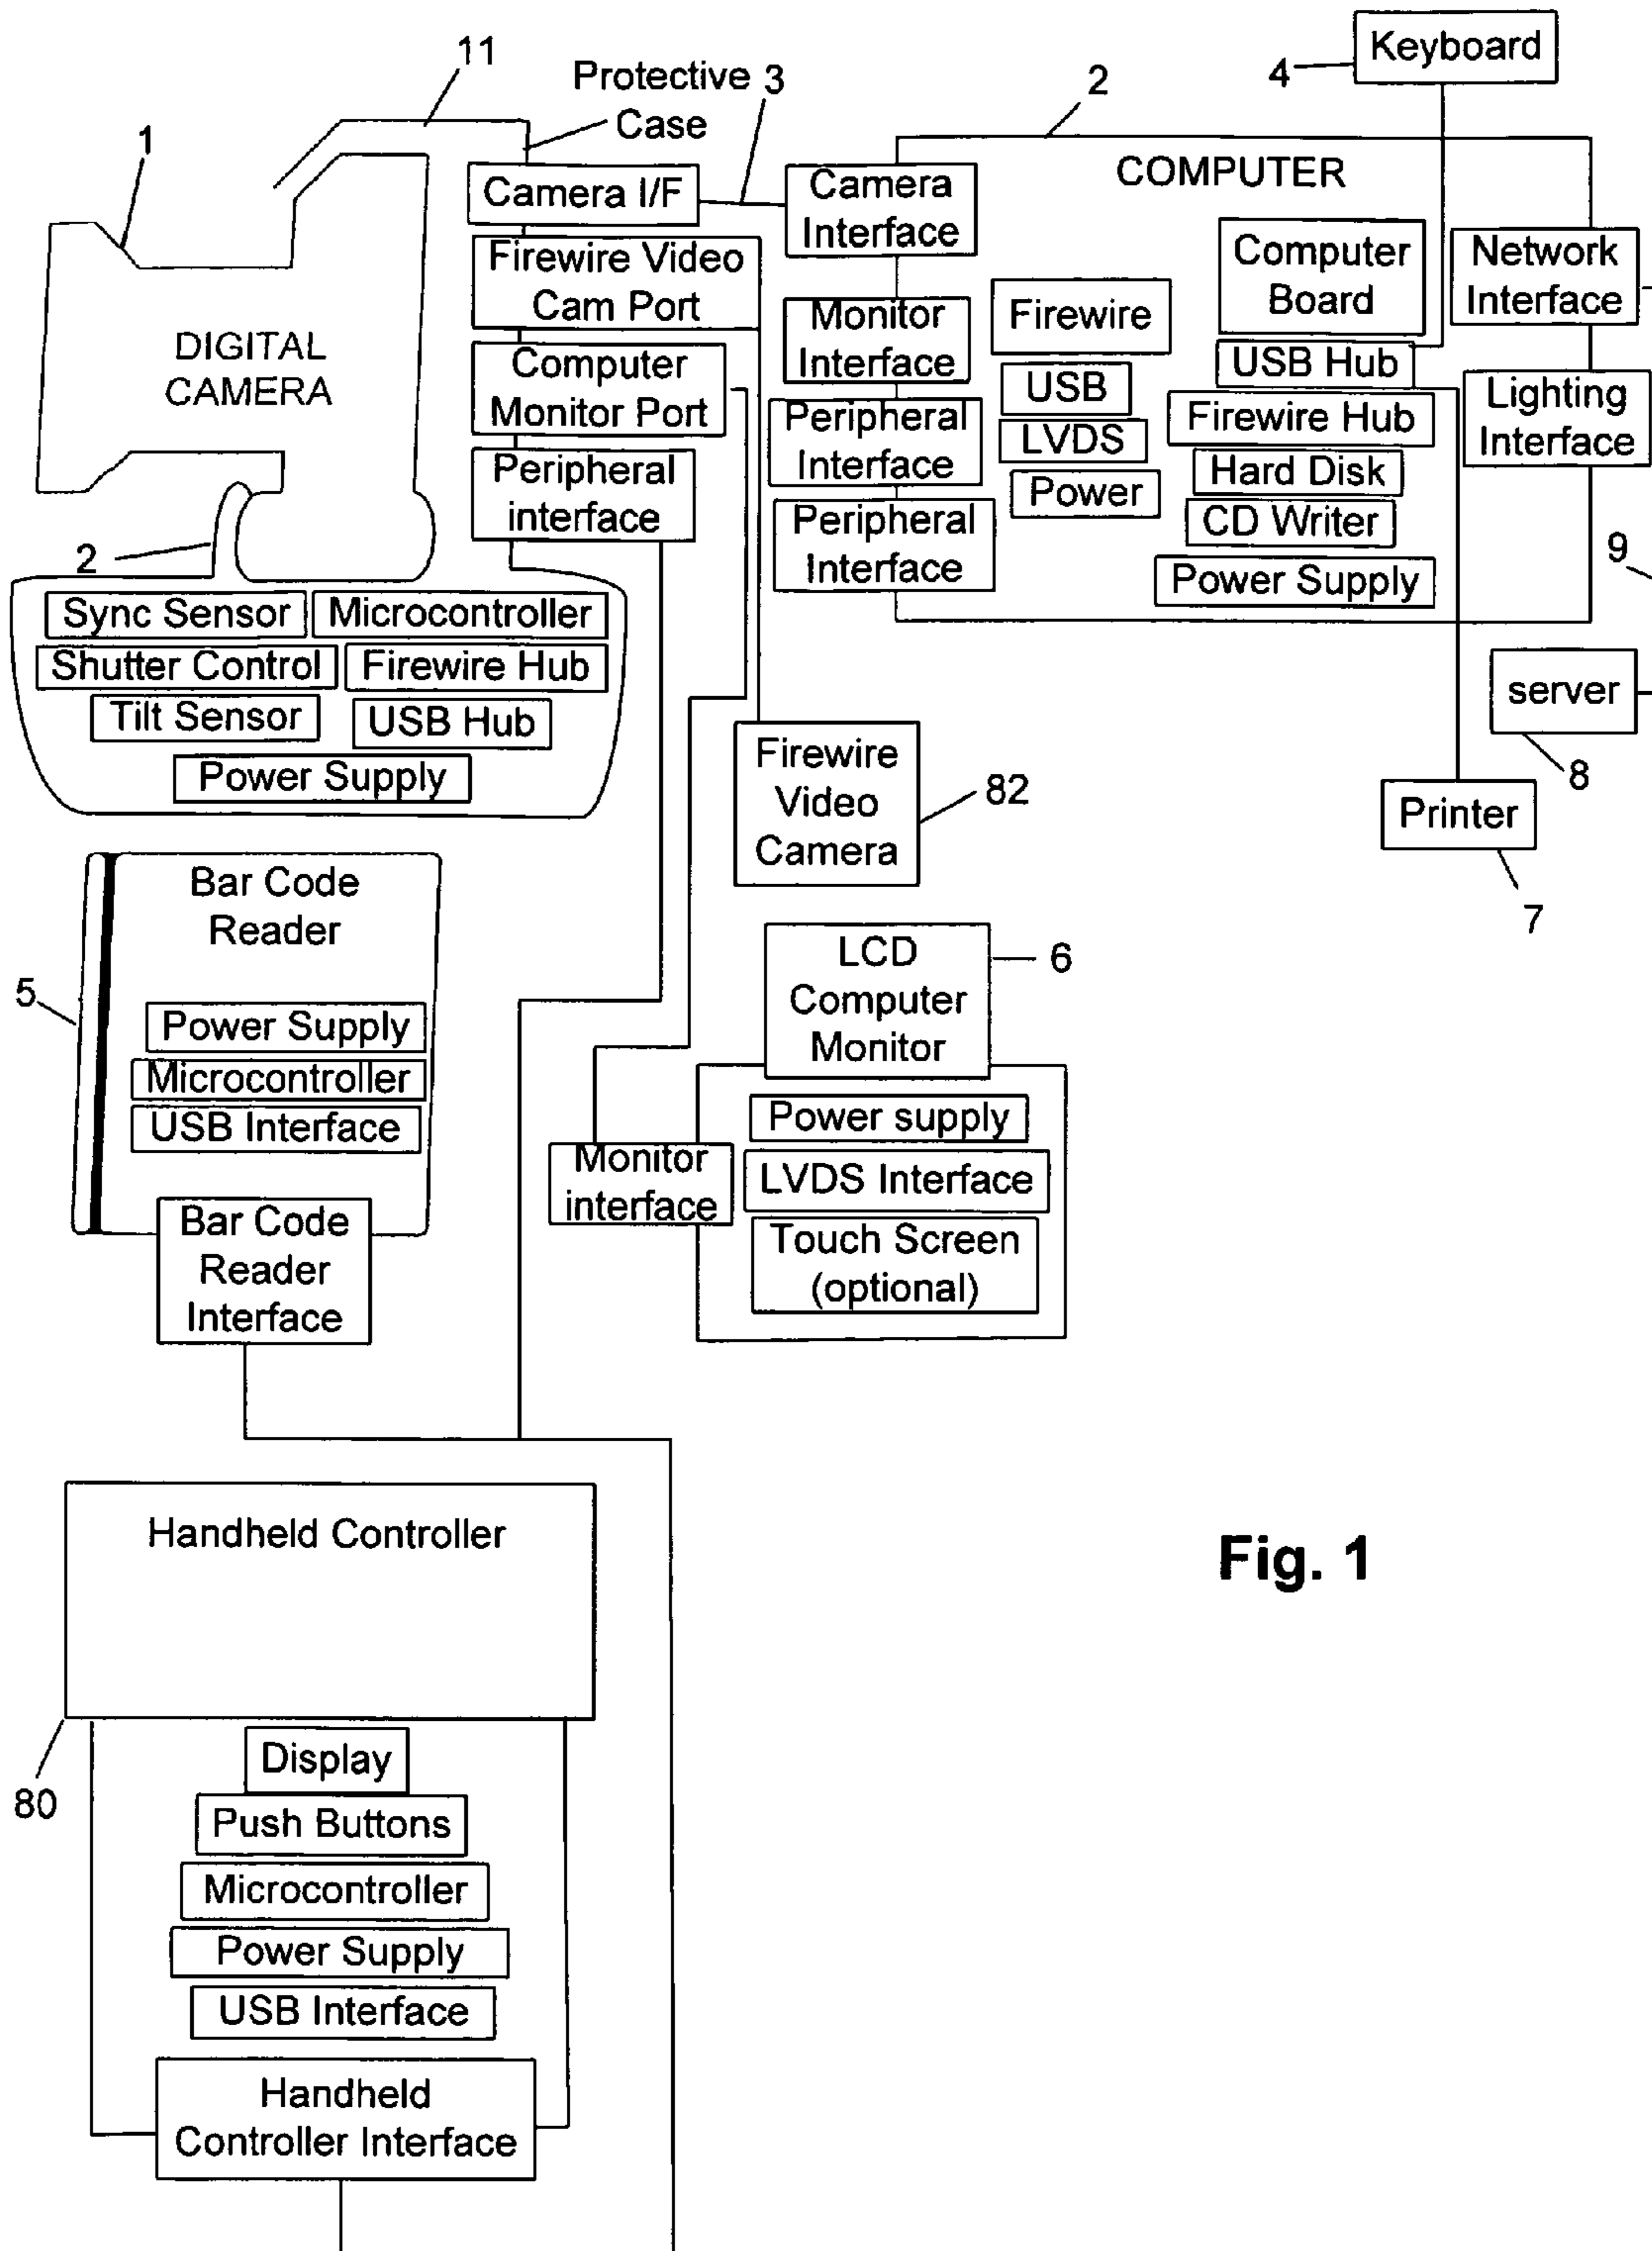 11
Protective 3
Case
1
2
4
Keyboard
DIGITAL
CAMERA
Camera I/F
Firewire Video
Cam Port
Computer
Monitor Port
Peripheral
interface
Camera
Interface
Monitor
Interface
Peripheral
Interface
Peripheral
Interface
COMPUTER
Firewire
USB
LVDS
Power
Computer
Board
USB Hub
Firewire Hub
Hard Disk
CD Writer
Power Supply
Network
Interface
Lighting
Interface
9
2
Sync Sensor
Microcontroller
Shutter Control
Firewire Hub
Tilt Sensor
USB Hub
Power Supply
server
8
Printer
7
Firewire
Video
Camera
82
Bar Code
Reader
5
Power Supply
Microcontroller
USB Interface
Bar Code
Reader
Interface
LCD
Computer
Monitor
6
Power supply
Monitor
interface
LVDS Interface
Touch Screen
(optional)
Handheld Controller
80
Display
Push Buttons
Microcontroller
Power Supply
USB Interface
Handheld
Controller Interface
Fig. 1